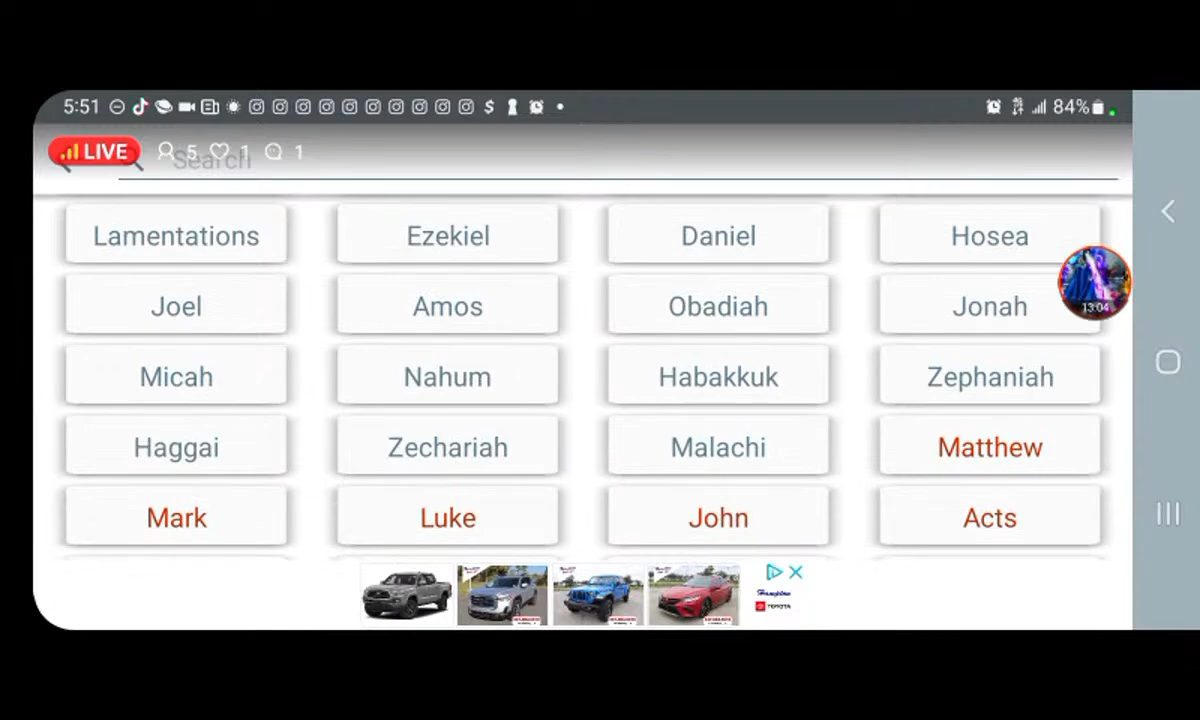 5:51 $ 84%
LIVE 5 1 1
Search
Lamentations Ezekiel Daniel Hosea
Joel Amos Obadiah Jonah
13:04
Micah Nahum Habakkuk Zephaniah
Haggai Zechariah Malachi Matthew
Mark Luke John Acts
TOYOTA